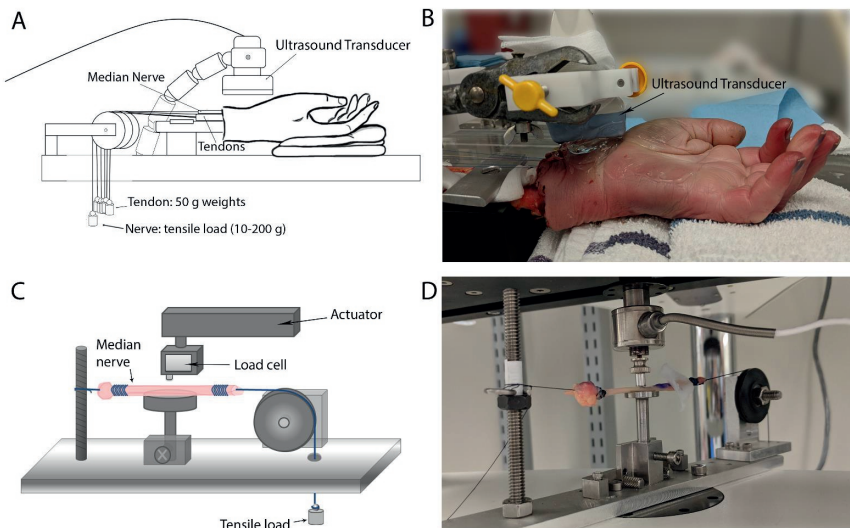 A
Ultrasound Transducer
Median Nerve
Tendons
Tendon: 50 g weights
Nerve: tensile load (10-200 g)
B
Ultrasound Transducer
C
Actuator
Median
nerve
Load cell
Tensile load
D